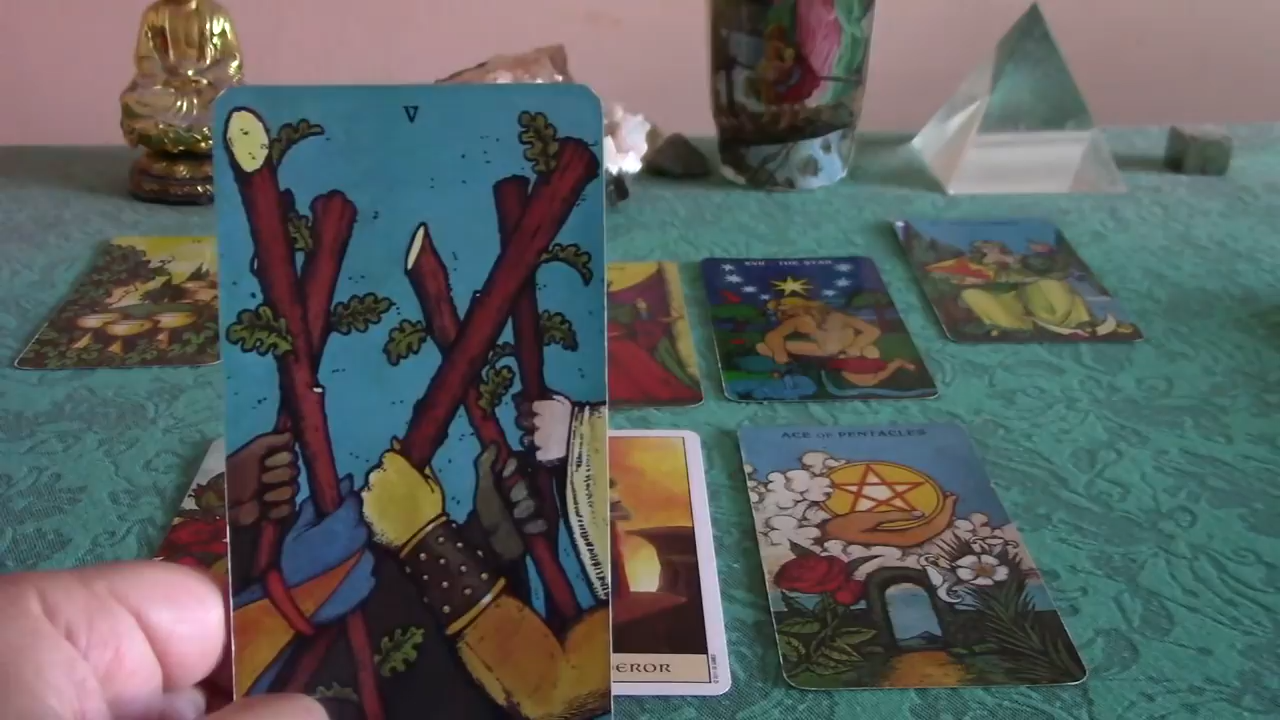 V
XVII THE STAR
ACE OF PENTACLES
EROR